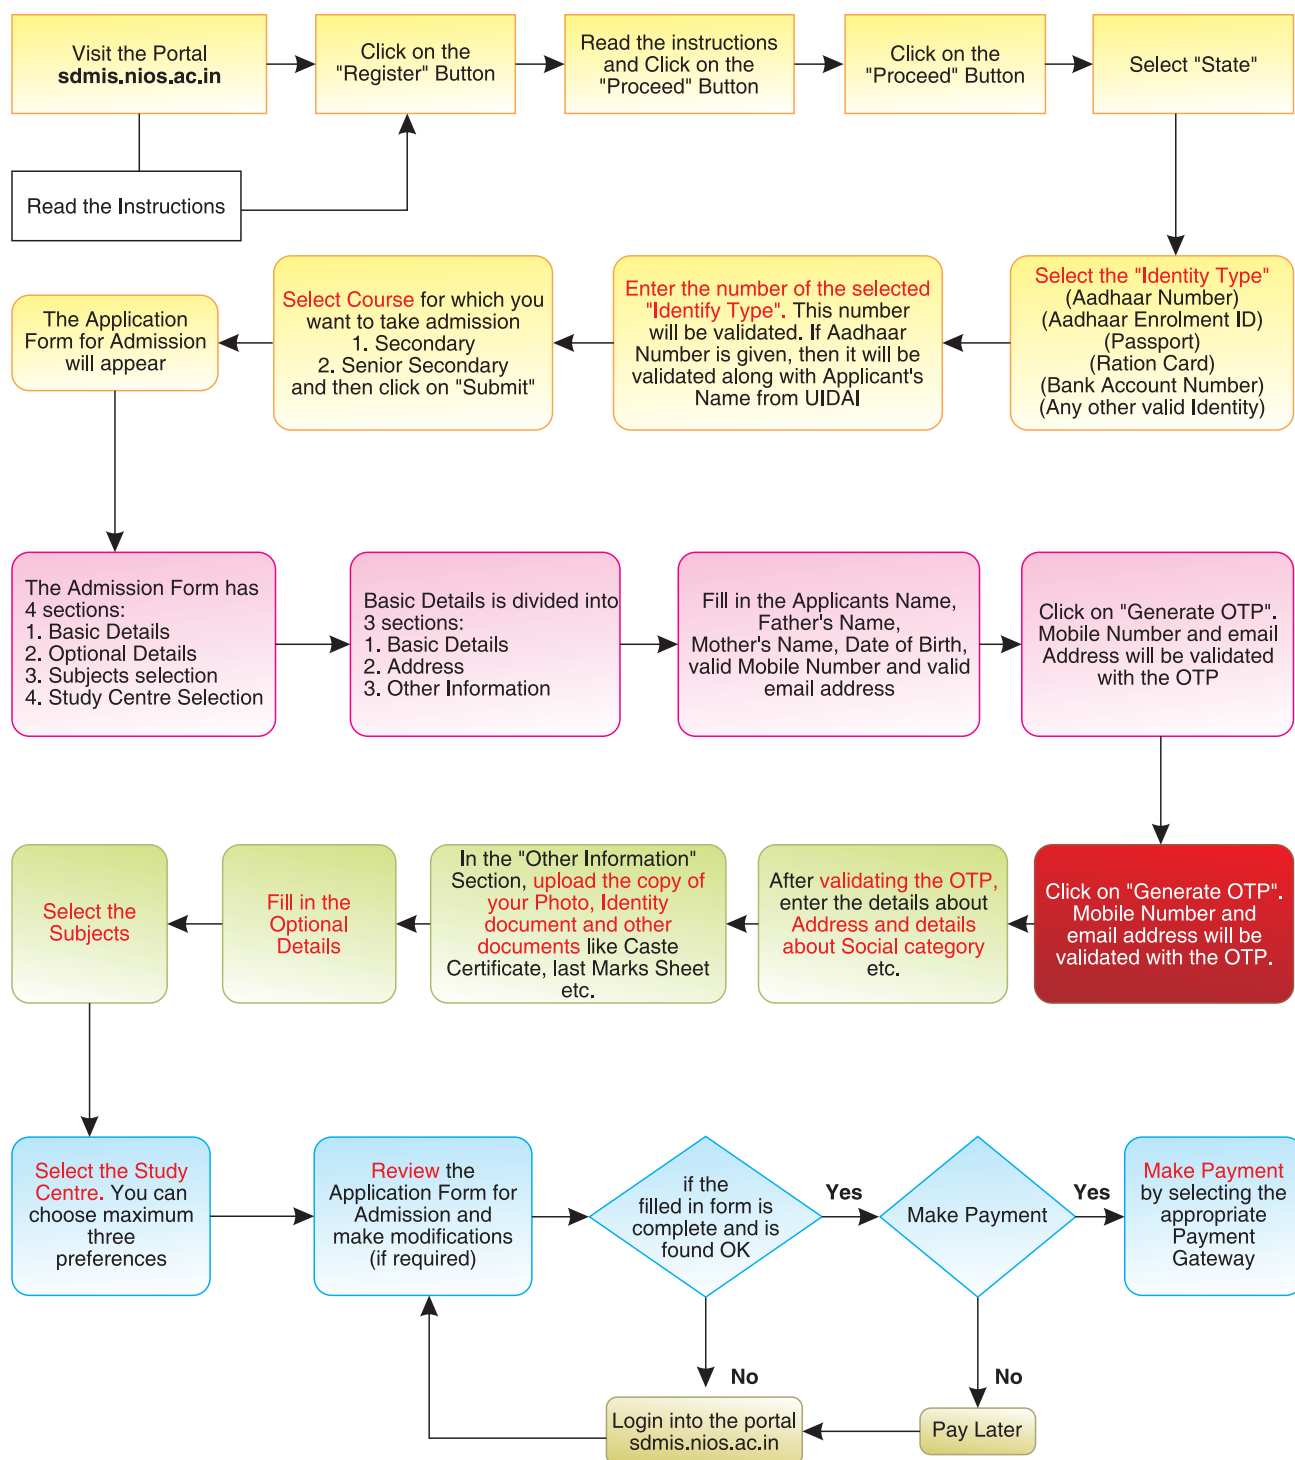 Visit the Portal
sdmis.nios.ac.in
Click on the
"Register" Button
Read the instructions
and Click on the
"Proceed" Button
Click on the
"Proceed" Button
Select "State"
Read the Instructions
Select the "Identity Type"
(Aadhaar Number)
(Aadhaar Enrolment ID)
(Passport)
(Ration Card)
(Bank Account Number)
(Any other valid Identity)
Enter the number of the selected
"Identify Type". This number
will be validated. If Aadhaar
Number is given, then it will be
validated along with Applicant's
Name from UIDAI
Select Course for which you
want to take admission
1. Secondary
2. Senior Secondary
and then click on "Submit"
The Application
Form for Admission
will appear
The Admission Form has
4 sections:
1. Basic Details
2. Optional Details
3. Subjects selection
4. Study Centre Selection
Basic Details is divided into
3 sections:
1. Basic Details
2. Address
3. Other Information
Fill in the Applicants Name,
Father's Name,
Mother's Name, Date of Birth,
valid Mobile Number and valid
email address
Click on "Generate OTP".
Mobile Number and email
Address will be validated
with the OTP
Click on "Generate OTP".
Mobile Number and
email address will be
validated with the OTP.
After validating the OTP,
enter the details about
Address and details
about Social category
etc.
In the "Other Information"
Section, upload the copy of
your Photo, Identity
document and other
documents like Caste
Certificate, last Marks Sheet
etc.
Fill in the
Optional
Details
Select the
Subjects
Select the Study
Centre. You can
choose maximum
three
preferences
Review the
Application Form for
Admission and
make modifications
(if required)
if the
filled in form is
complete and is
found OK
Yes
Make Payment
Yes
Make Payment
by selecting the
appropriate
Payment
Gateway
No
No
Login into the portal
sdmis.nios.ac.in
Pay Later